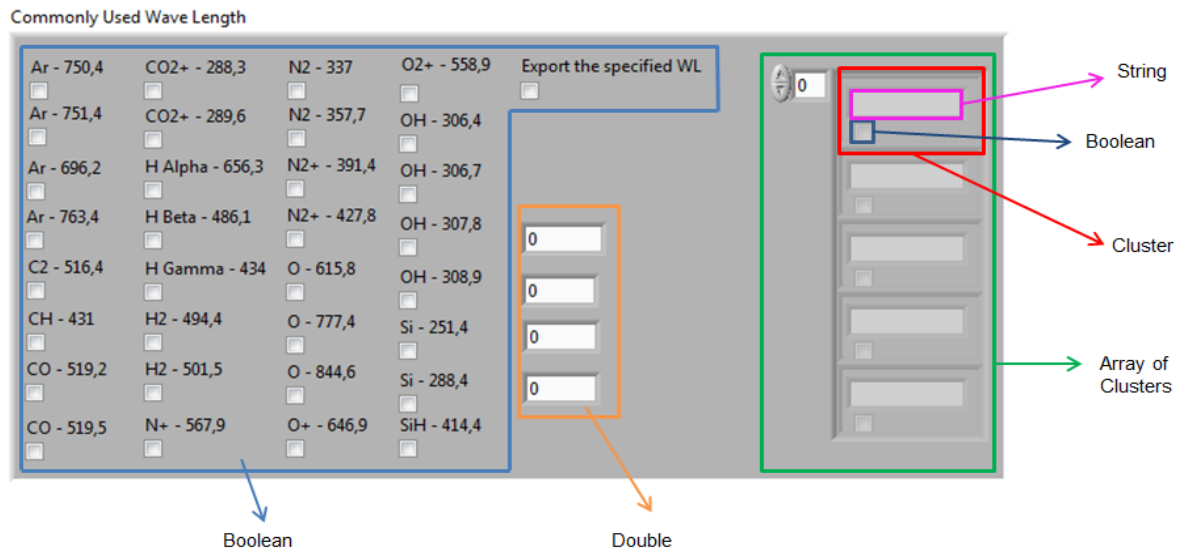 Commonly Used Wave Length
Ar - 750,4 CO2+ - 288,3 N2 - 337 O2+ - 558,9 Export the specified WL
Ar - 751,4 CO2+ - 289,6 N2 - 357,7 OH - 306,4
Ar - 696,2 H Alpha - 656,3 N2+ - 391,4 OH - 306,7
Ar - 763,4 H Beta - 486,1 N2+ - 427,8 OH - 307,8
C2 - 516,4 H Gamma - 434 O - 615,8 OH - 308,9
CH - 431 H2 - 494,4 O - 777,4 Si - 251,4
CO - 519,2 H2 - 501,5 O - 844,6 Si - 288,4
CO - 519,5 N+ - 567,9 O+ - 646,9 SiH - 414,4
0
0
0
0
0
String
Boolean
Cluster
Array of
Clusters
Boolean
Double